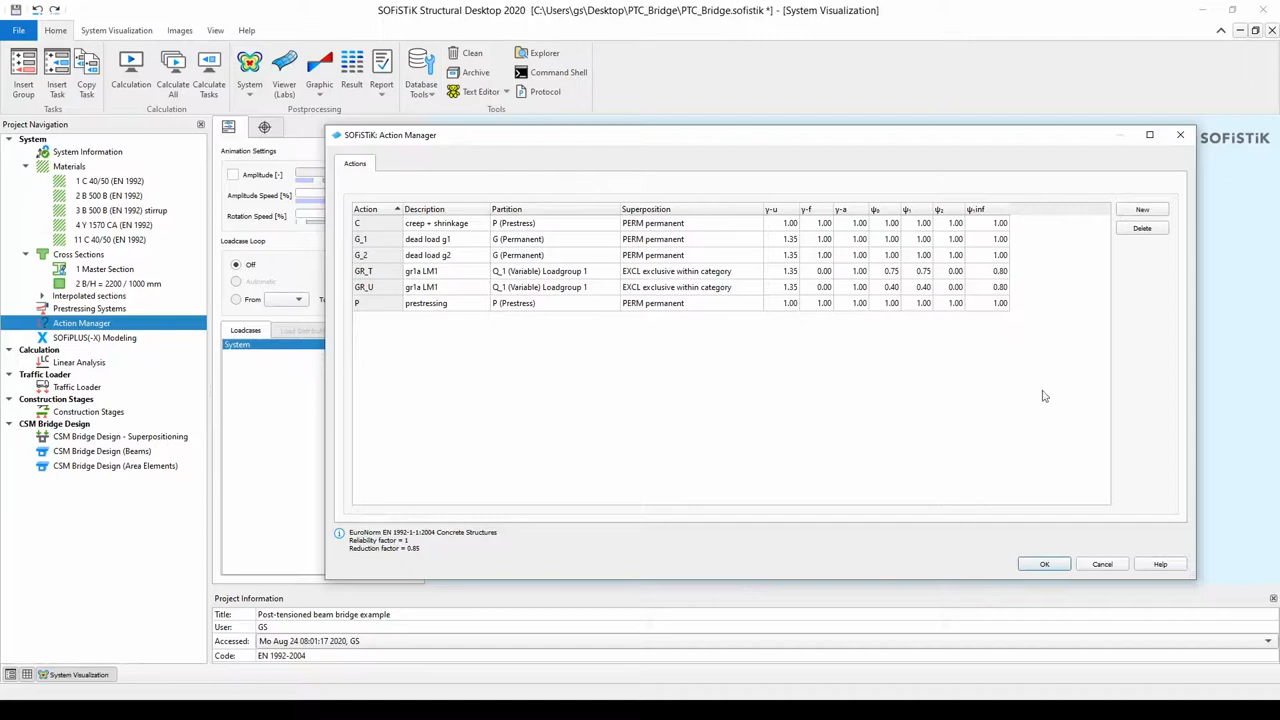 SOFiSTiK Structural Desktop 2020 [C:\Users\gs\Desktop\PTC_Bridge\PTC_Bridge.sofistik *] - [System Visualization]
File Home System Visualization Images View Help
Insert Group
Insert Task
Copy Task
Tasks
Calculation
Calculate All
Calculate Tasks
Calculation
System
Viewer (Labs)
Graphic
Result
Report
Postprocessing
Database Tools
Clean
Archive
Text Editor
Explorer
Command Shell
Protocol
Tools
Project Navigation
System
System Information
Materials
1 C 40/50 (EN 1992)
2 B 500 B (EN 1992)
3 B 500 B (EN 1992) stirrup
4 Y 1570 CA (EN 1992)
11 C 40/50 (EN 1992)
Cross Sections
1 Master Section
2 B/H = 2200 / 1000 mm
Interpolated sections
Prestressing Systems
Action Manager
SOFiPLUS(-X) Modeling
Calculation
Linear Analysis
Traffic Loader
Traffic Loader
Construction Stages
Construction Stages
CSM Bridge Design
CSM Bridge Design - Superpositioning
CSM Bridge Design (Beams)
CSM Bridge Design (Area Elements)
Animation Settings
Amplitude [-]
Amplitude Speed [%]
Rotation Speed [%]
Loadcase Loop
Off
Automatic
From
Loadcases
System
SOFiSTiK: Action Manager
Actions
Action Description Partition Superposition γ-u γ-f γ-a ψ₀ ψ₁ ψ₂ ψ₁inf
C creep + shrinkage P (Prestress) PERM permanent 1.00 1.00 1.00 1.00 1.00 1.00 1.00
G_1 dead load g1 G (Permanent) PERM permanent 1.35 1.00 1.00 1.00 1.00 1.00 1.00
G_2 dead load g2 G (Permanent) PERM permanent 1.35 1.00 1.00 1.00 1.00 1.00 1.00
GR_T gr1a LM1 Q_1 (Variable) Loadgroup 1 EXCL exclusive within category 1.35 0.00 1.00 0.75 0.75 0.00 0.80
GR_U gr1a LM1 Q_1 (Variable) Loadgroup 1 EXCL exclusive within category 1.35 0.00 1.00 0.40 0.40 0.00 0.80
P prestressing P (Prestress) PERM permanent 1.00 1.00 1.00 1.00 1.00 1.00 1.00
New
Delete
EuroNorm EN 1992-1-1:2004 Concrete Structures
Reliability factor = 1
Reduction factor = 0.85
OK Cancel Help
SOFiSTiK
Project Information
Title: Post-tensioned beam bridge example
User: GS
Accessed: Mo Aug 24 08:01:17 2020, GS
Code: EN 1992-2004
System Visualization